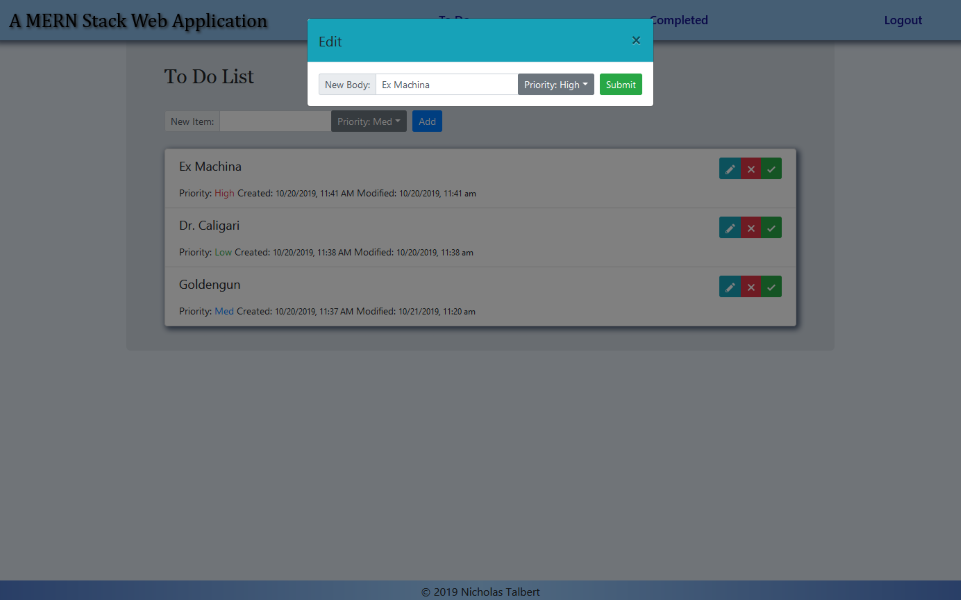 A MERN Stack Web Application To Do Completed Logout
Edit ×
New Body: Ex Machina Priority: High Submit
To Do List
New Item: Priority: Med Add
Ex Machina
Priority: High Created: 10/20/2019, 11:41 AM Modified: 10/20/2019, 11:41 am
Dr. Caligari
Priority: Low Created: 10/20/2019, 11:38 AM Modified: 10/20/2019, 11:38 am
Goldengun
Priority: Med Created: 10/20/2019, 11:37 AM Modified: 10/21/2019, 11:20 am
© 2019 Nicholas Talbert